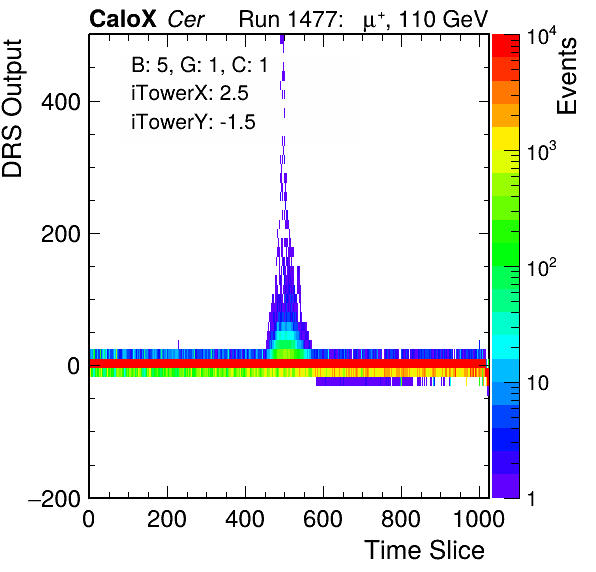 CaloX Cer Run 1477: μ⁺, 110 GeV
B: 5, G: 1, C: 1
iTowerX: 2.5
iTowerY: -1.5
DRS Output
400
200
0
−200
0 200 400 600 800 1000
Time Slice
10⁴
10³
10²
10
1
Events